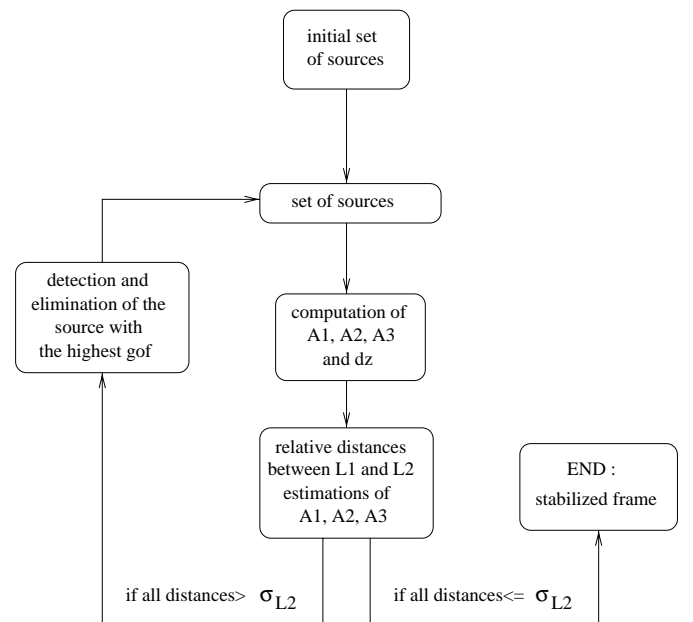 initial set
of sources
set of sources
detection and
elimination of the
source with
the highest gof
computation of
A1, A2, A3
and dz
relative distances
between L1 and L2
estimations of
A1, A2, A3
END :
stabilized frame
if all distances> σL2
if all distances<= σL2